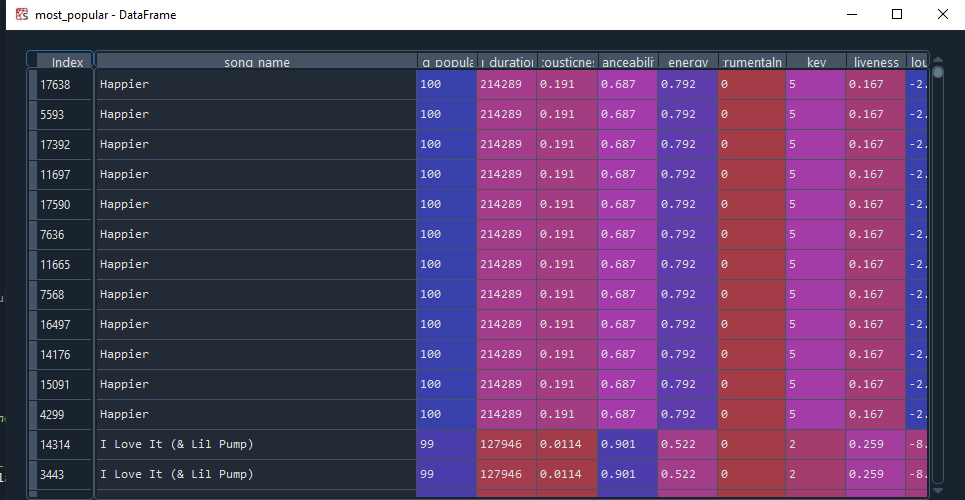 most_popular - DataFrame
Index song_name g_popula duration :ousticne: anceabili energy :rumentaln key liveness lou
17638 Happier 100 214289 0.191 0.687 0.792 0 5 0.167 -2.
5593 Happier 100 214289 0.191 0.687 0.792 0 5 0.167 -2.
17392 Happier 100 214289 0.191 0.687 0.792 0 5 0.167 -2.
11697 Happier 100 214289 0.191 0.687 0.792 0 5 0.167 -2.
17590 Happier 100 214289 0.191 0.687 0.792 0 5 0.167 -2.
7636 Happier 100 214289 0.191 0.687 0.792 0 5 0.167 -2.
11665 Happier 100 214289 0.191 0.687 0.792 0 5 0.167 -2.
7568 Happier 100 214289 0.191 0.687 0.792 0 5 0.167 -2.
16497 Happier 100 214289 0.191 0.687 0.792 0 5 0.167 -2.
14176 Happier 100 214289 0.191 0.687 0.792 0 5 0.167 -2.
15091 Happier 100 214289 0.191 0.687 0.792 0 5 0.167 -2.
4299 Happier 100 214289 0.191 0.687 0.792 0 5 0.167 -2.
14314 I Love It (& Lil Pump) 99 127946 0.0114 0.901 0.522 0 2 0.259 -8.
3443 I Love It (& Lil Pump) 99 127946 0.0114 0.901 0.522 0 2 0.259 -8.